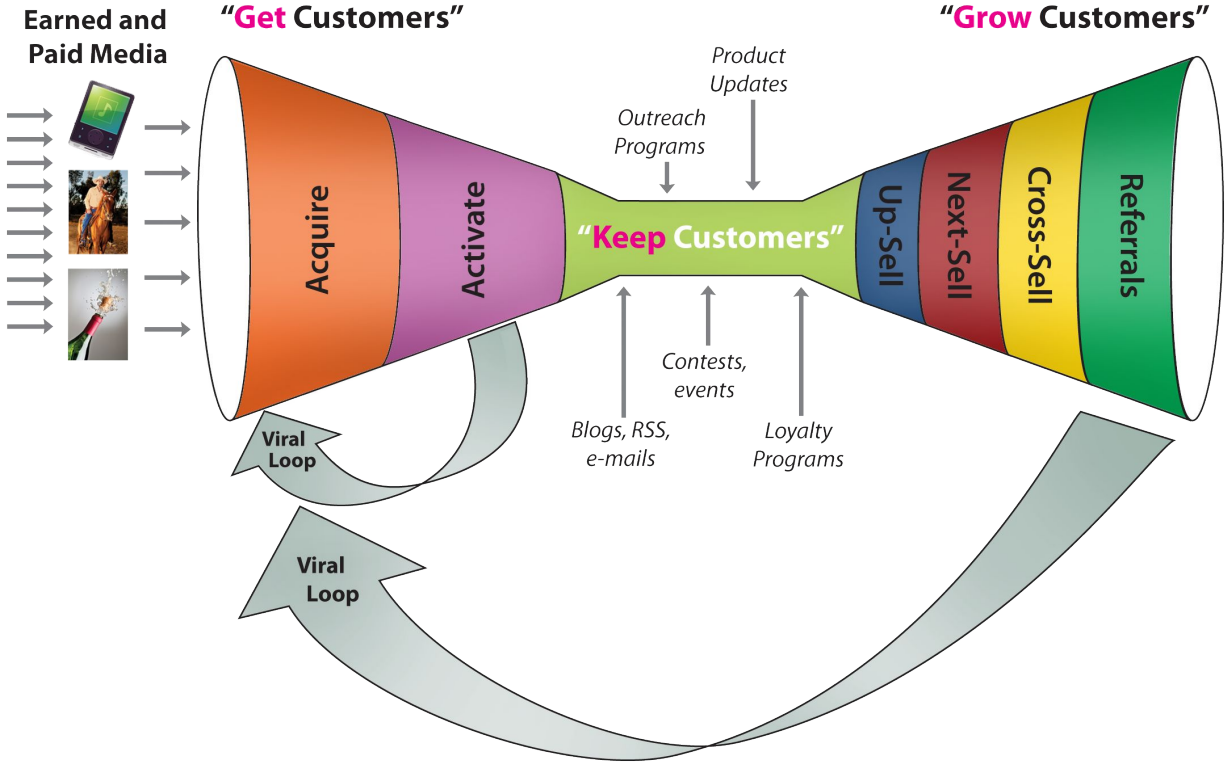 Earned and
Paid Media
“Get Customers”
“Grow Customers”
Product
Updates
Outreach
Programs
Acquire
Activate
“Keep Customers”
Up-Sell
Next-Sell
Cross-Sell
Referrals
Contests,
events
Blogs, RSS,
e-mails
Loyalty
Programs
Viral
Loop
Viral
Loop